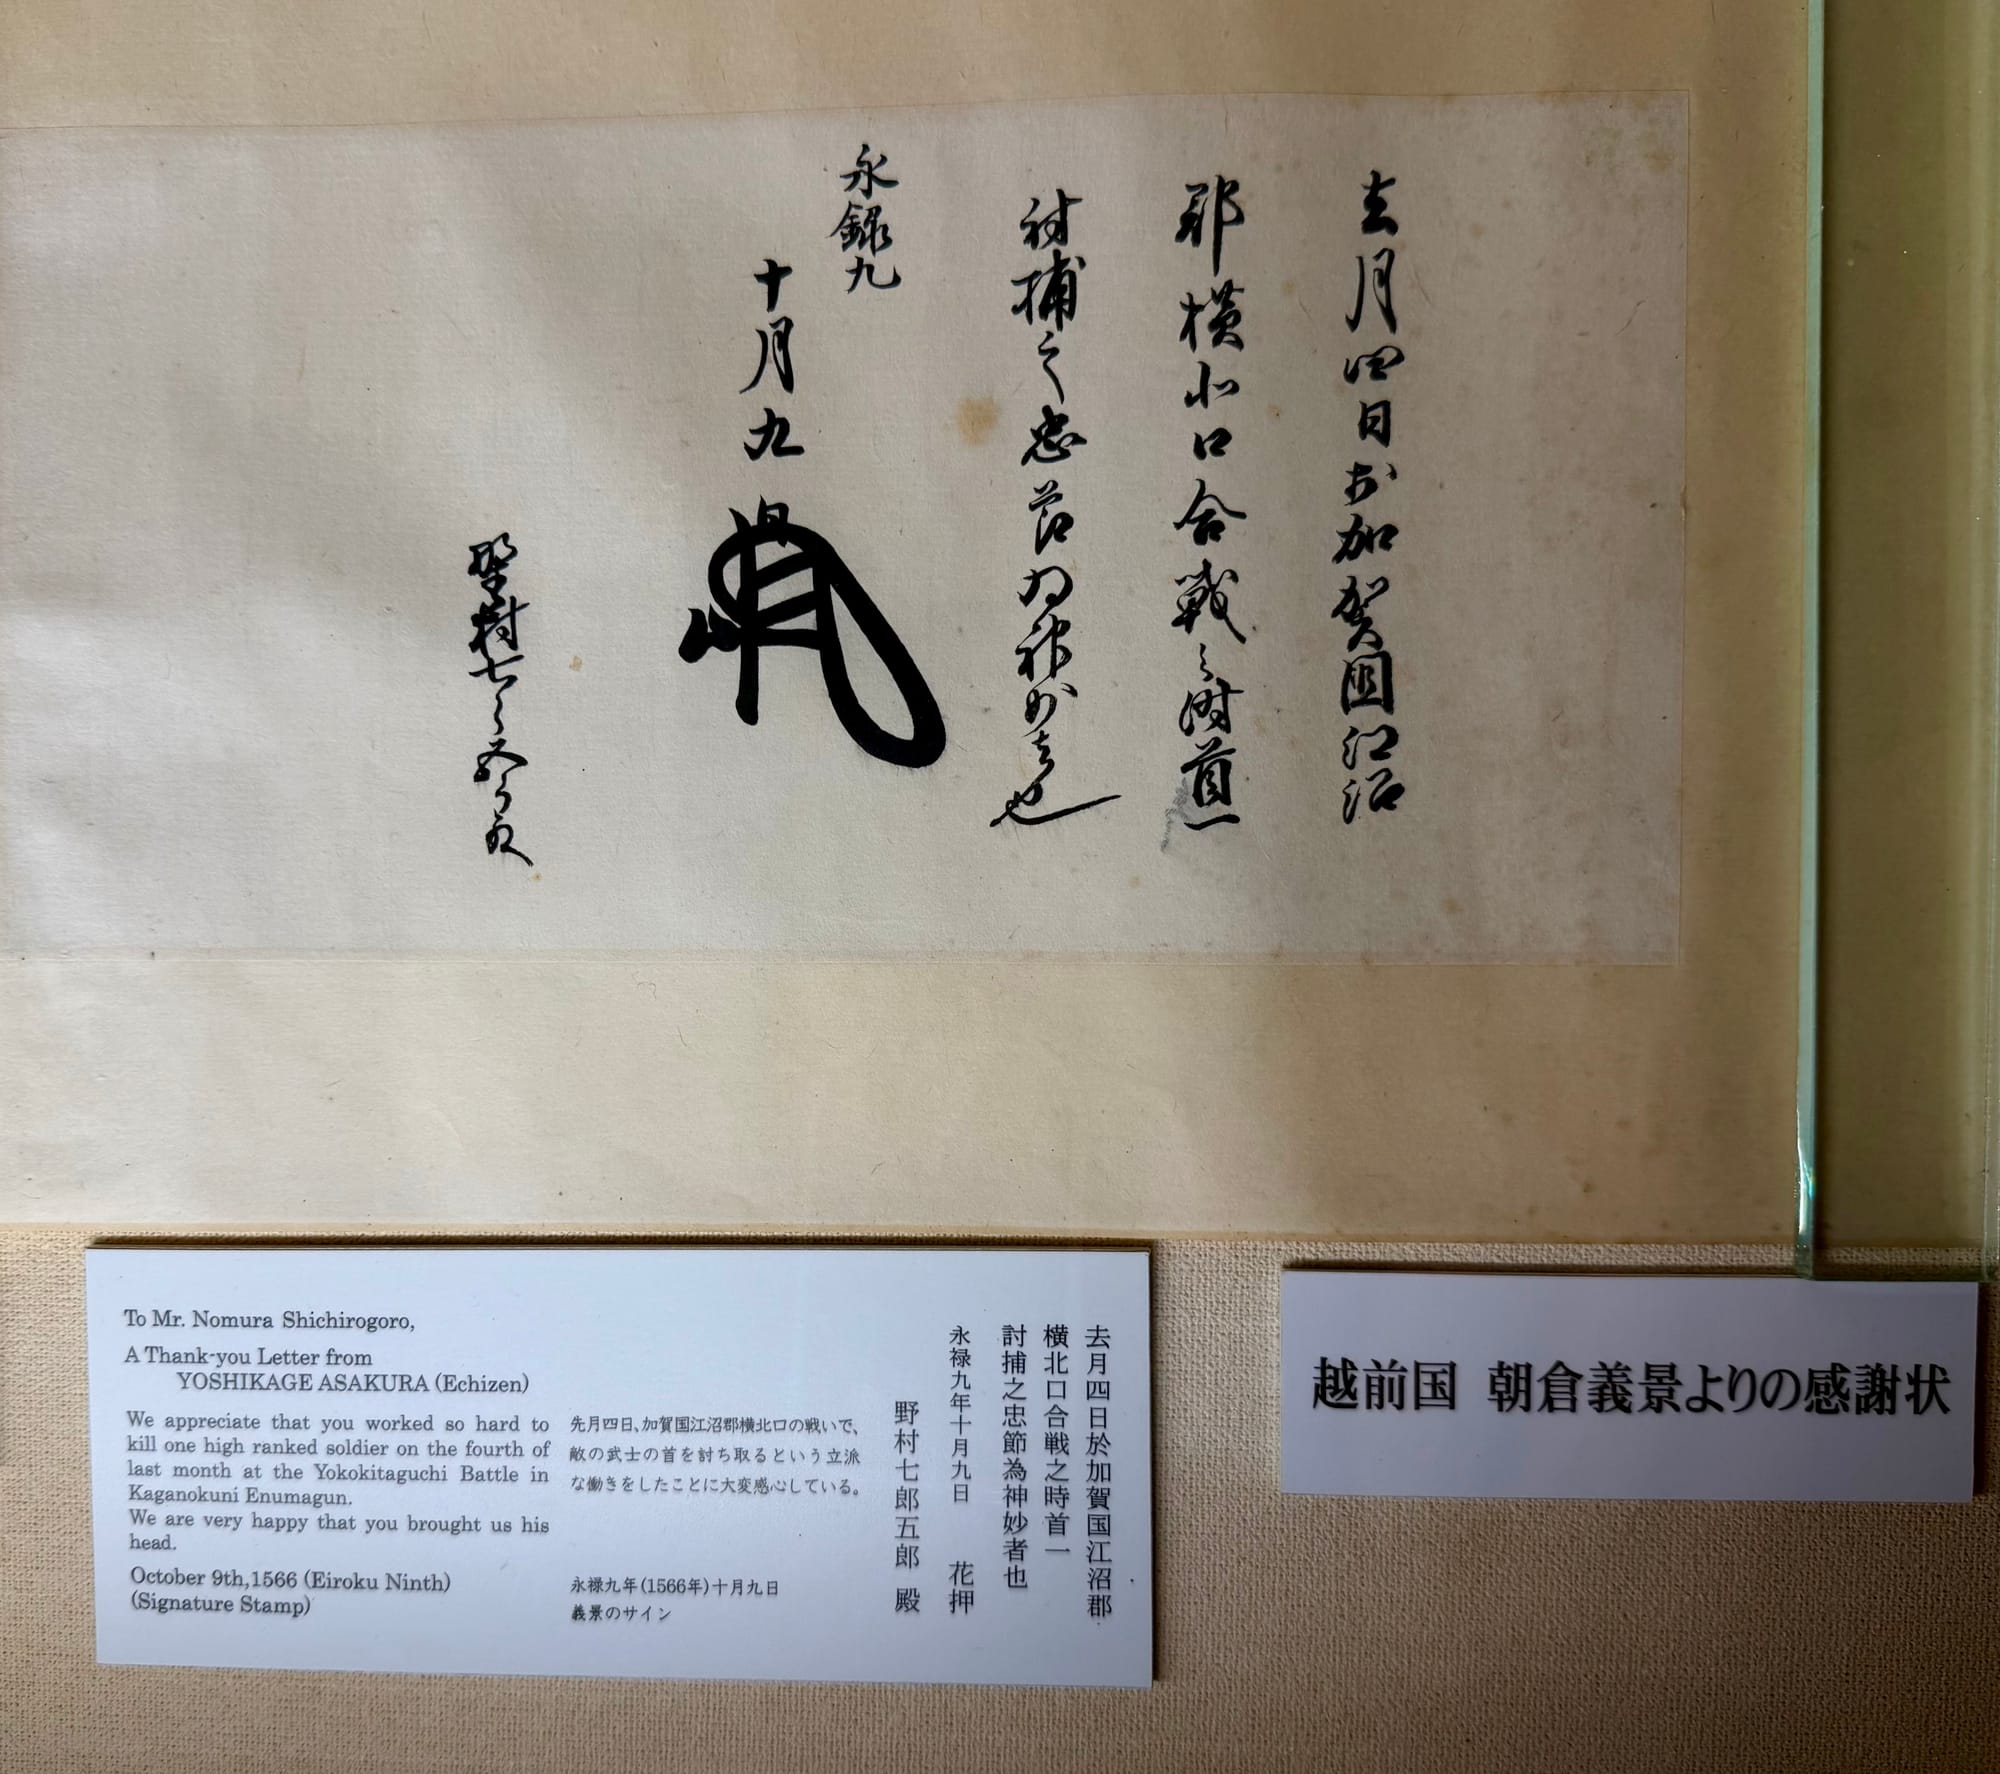 去月四日於加賀国江沼
郡横北口合戦之時首一
討捕之忠節為神妙者也
永録九
十月九日
野村七郎五郎殿
越前国 朝倉義景よりの感謝状
去月四日於加賀国江沼郡
横北口合戦之時首一
討捕之忠節為神妙者也
永禄九年十月九日 花押
野村七郎五郎 殿
先月四日、加賀国江沼郡横北口の戦いで、
敵の武士の首を討ち取るという立派
な働きをしたことに大変感心している。
永禄九年(1566年)十月九日
義景のサイン
To Mr. Nomura Shichirogoro,
A Thank-you Letter from
YOSHIKAGE ASAKURA (Echizen)
We appreciate that you worked so hard to
kill one high ranked soldier on the fourth of
last month at the Yokokitaguchi Battle in
Kaganokuni Enumagun.
We are very happy that you brought us his
head.
October 9th,1566 (Eiroku Ninth)
(Signature Stamp)